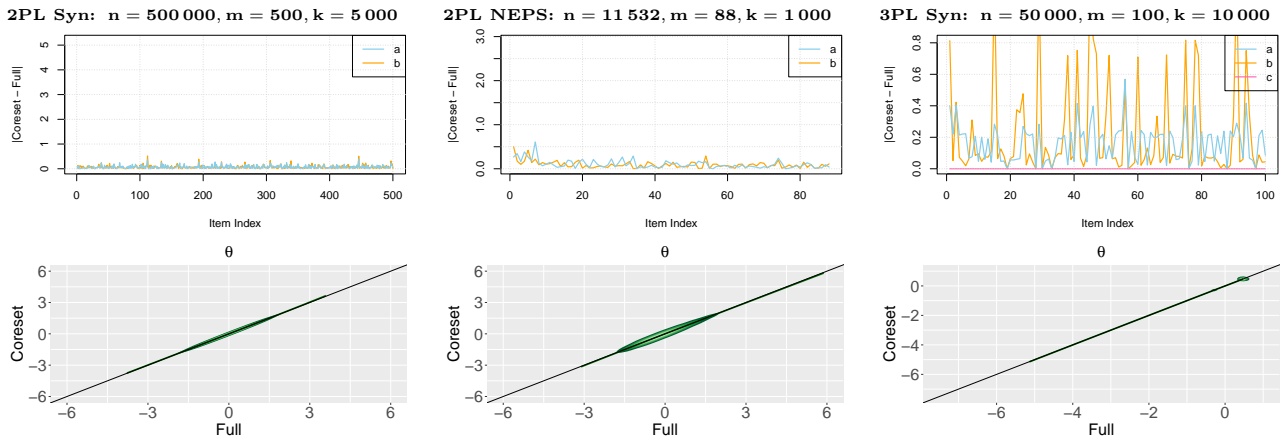 2PL Syn: n = 500 000, m = 500, k = 5 000
5
4
3
2
1
0
|Coreset − Full|
a
b
0 100 200 300 400 500
Item Index
2PL NEPS: n = 11 532, m = 88, k = 1 000
3.0
2.5
1.5
0.5
0.0
|Coreset − Full|
a
b
0 20 40 60 80
Item Index
3PL Syn: n = 50 000, m = 100, k = 10 000
0.8
0.6
0.4
0.2
0.0
|Coreset − Full|
a
b
c
0 20 40 60 80 100
Item Index
θ
6
3
0
−3
−6
Coreset
−6 −3 0 3 6
Full
θ
6
3
0
−3
−6
Coreset
−6 −3 0 3 6
Full
θ
0
−2
−4
−6
Coreset
−6 −4 −2 0
Full